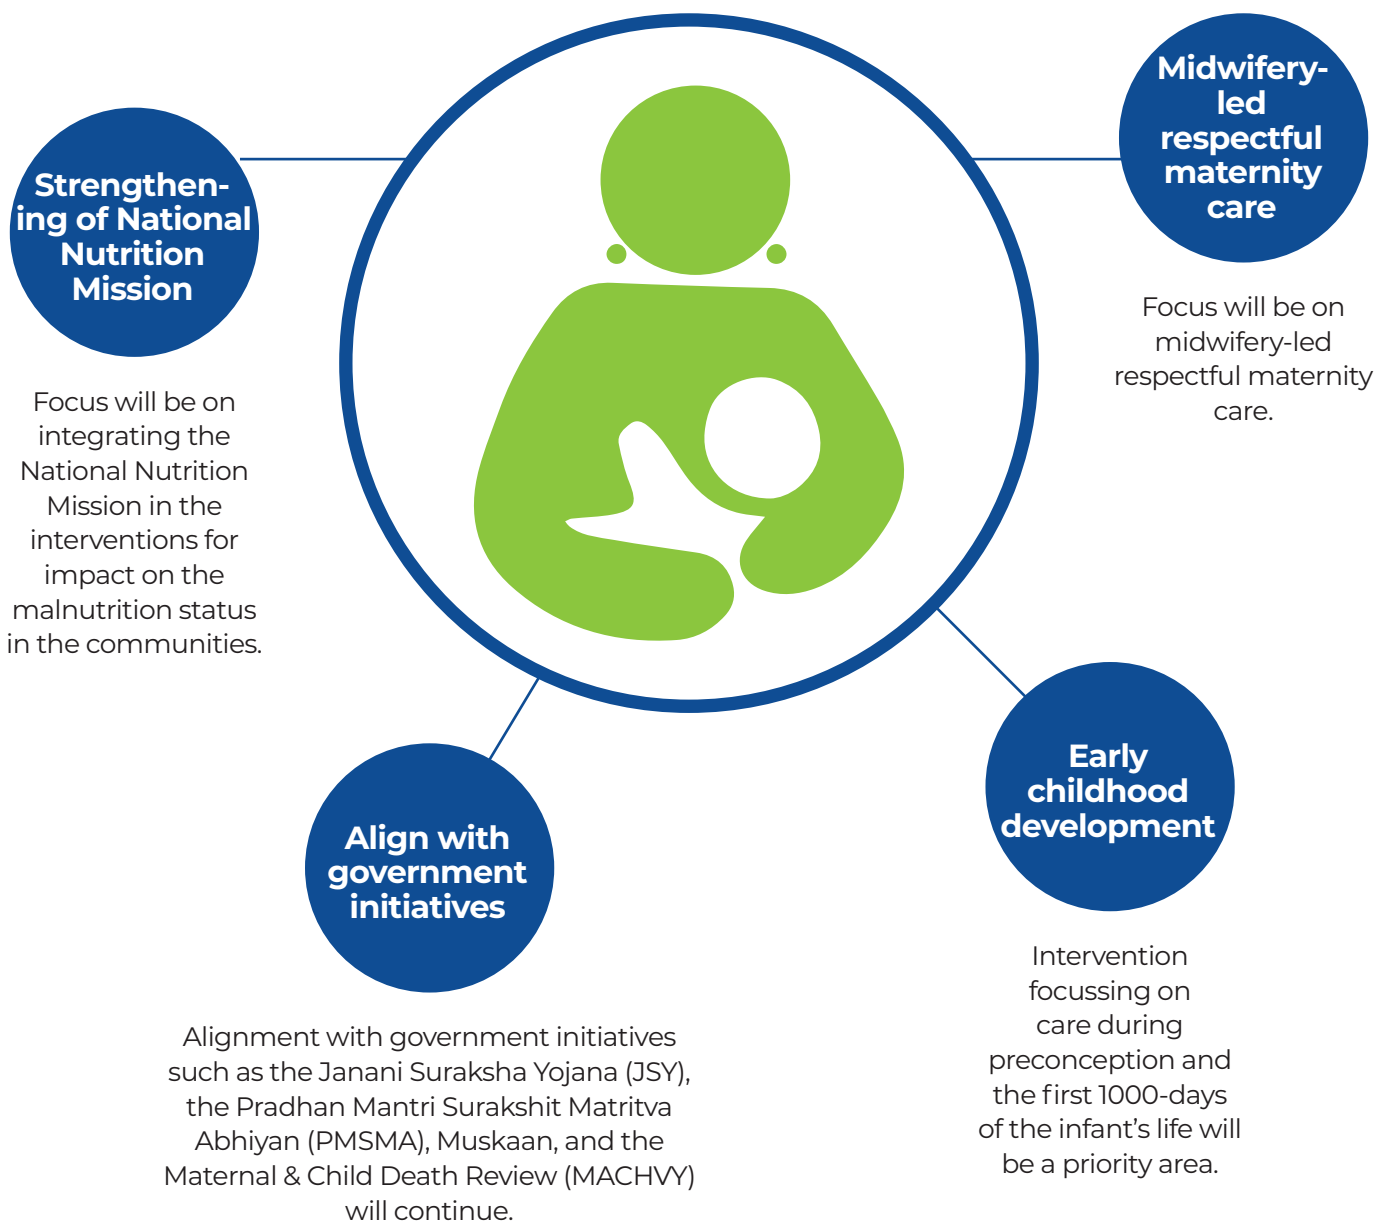 Strengthen-
ing of National
Nutrition
Mission
Focus will be on
integrating the
National Nutrition
Mission in the
interventions for
impact on the
malnutrition status
in the communities.
Midwifery-
led
respectful
maternity
care
Focus will be on
midwifery-led
respectful maternity
care.
Align with
government
initiatives
Alignment with government initiatives
such as the Janani Suraksha Yojana (JSY),
the Pradhan Mantri Surakshit Matritva
Abhiyan (PMSMA), Muskaan, and the
Maternal & Child Death Review (MACHVY)
will continue.
Early
childhood
development
Intervention
focussing on
care during
preconception and
the first 1000-days
of the infant’s life will
be a priority area.